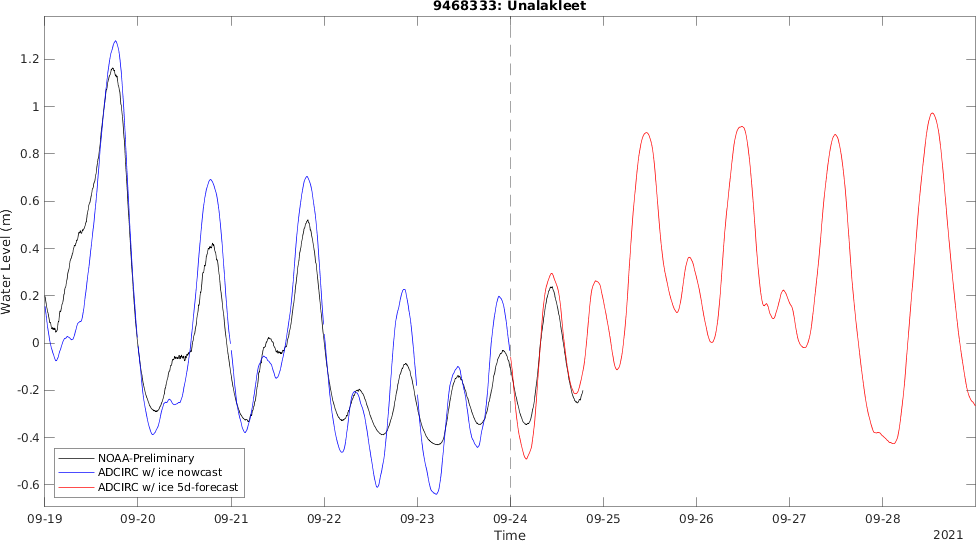 9468333: Unalakleet
1.2
1
0.8
0.6
0.4
0.2
0
-0.2
-0.4
-0.6
Water Level (m)
NOAA-Preliminary
ADCIRC w/ ice nowcast
ADCIRC w/ ice 5d-forecast
09-19 09-20 09-21 09-22 09-23 09-24 09-25 09-26 09-27 09-28
Time
2021